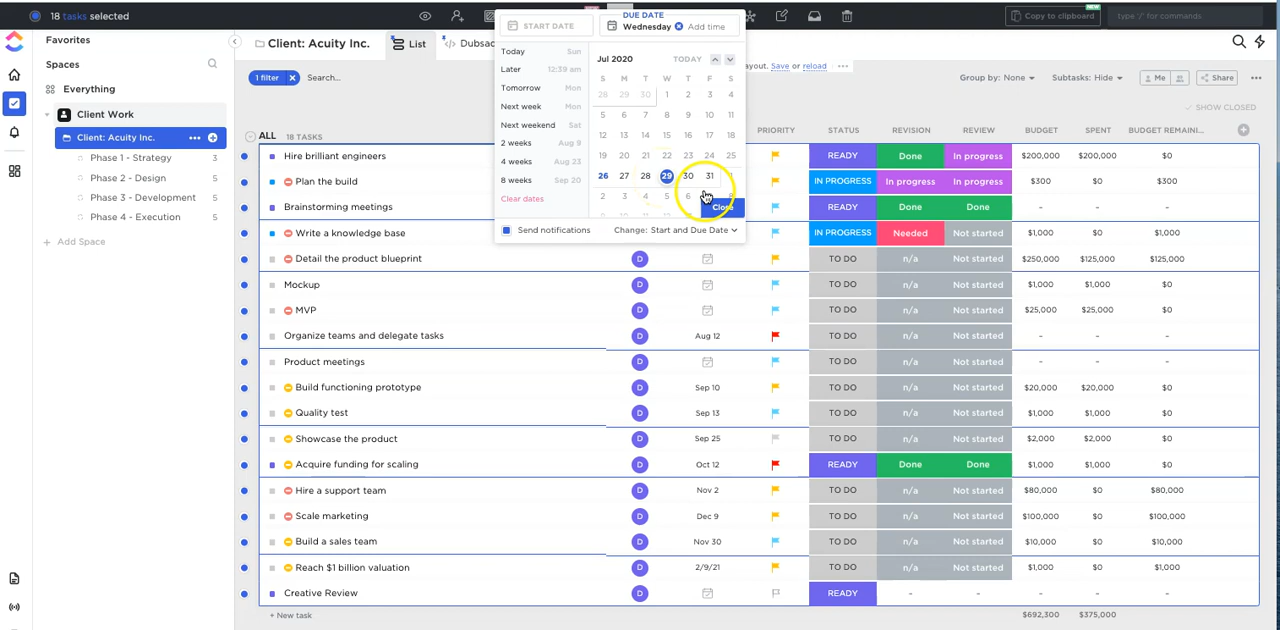 18 tasks selected
NEW
Copy to clipboard
Type '/' for commands
Favorites
Spaces
Everything
Client Work
Client: Acuity Inc.
Phase 1 - Strategy 3
Phase 2 - Design 5
Phase 3 - Development 7
Phase 4 - Execution 3
+ Add Space
Client: Acuity Inc.
List
Save or reload
1 filter
Search...
Group by: None
Subtasks: Hide
Me
Share
SHOW CLOSED
START DATE
DUE DATE
Wednesday
Add time
Today Sun
Later 12:39 am
Tomorrow Mon
Next week Mon
Next weekend Sat
2 weeks Aug 9
4 weeks Aug 23
8 weeks Sep 20
Clear dates
Jul 2020
TODAY
S M T W T F S
28 29 30 1 2 3 4
5 6 7 8 9 10 11
12 13 14 15 16 17 18
19 20 21 22 23 24 25
26 27 28 29 30 31
2 3 4 5 6 8
Close
Send notifications
Change: Start and Due Date
ALL 18 TASKS PRIORITY STATUS REVISION REVIEW BUDGET SPENT BUDGET REMAINI...
Hire brilliant engineers READY Done In progress $200,000 $200,000 $0
Plan the build IN PROGRESS In progress In progress $300 $0 $300
Brainstorming meetings READY Done Done - - -
Write a knowledge base IN PROGRESS Needed Not started $1,000 $0 $1,000
Detail the product blueprint D TO DO n/a Not started $250,000 $125,000 $125,000
Mockup D TO DO n/a Not started $1,000 $1,000 $0
MVP D TO DO n/a Not started $25,000 $25,000 $0
Organize teams and delegate tasks D Aug 12 TO DO n/a Not started - - -
Product meetings D TO DO n/a Not started - - -
Build functioning prototype D Sep 10 TO DO n/a Not started $20,000 $20,000 $0
Quality test D Sep 13 TO DO n/a Not started $1,000 $1,000 $0
Showcase the product D Sep 25 TO DO n/a Not started $2,000 $2,000 $0
Acquire funding for scaling D Oct 12 READY Done Done $1,000 $1,000 $0
Hire a support team D Nov 2 TO DO n/a Not started $80,000 $0 $80,000
Scale marketing D Dec 9 TO DO n/a Not started $100,000 $0 $100,000
Build a sales team D Nov 30 TO DO n/a Not started $10,000 $0 $10,000
Reach $1 billion valuation D 2/9/21 TO DO n/a Not started $1,000 $0 $1,000
Creative Review D READY - - - - -
+ New task
$692,300 $375,000